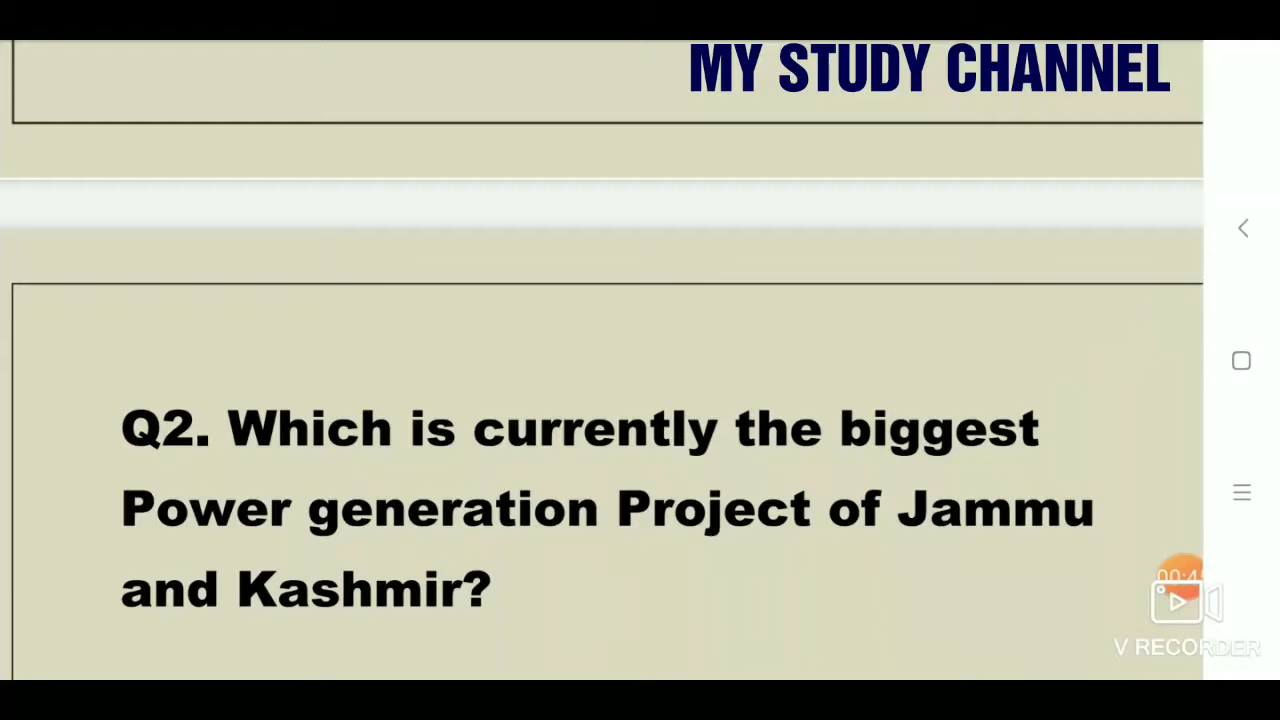 MY STUDY CHANNEL
Q2. Which is currently the biggest
Power generation Project of Jammu
and Kashmir?
V RECORDER